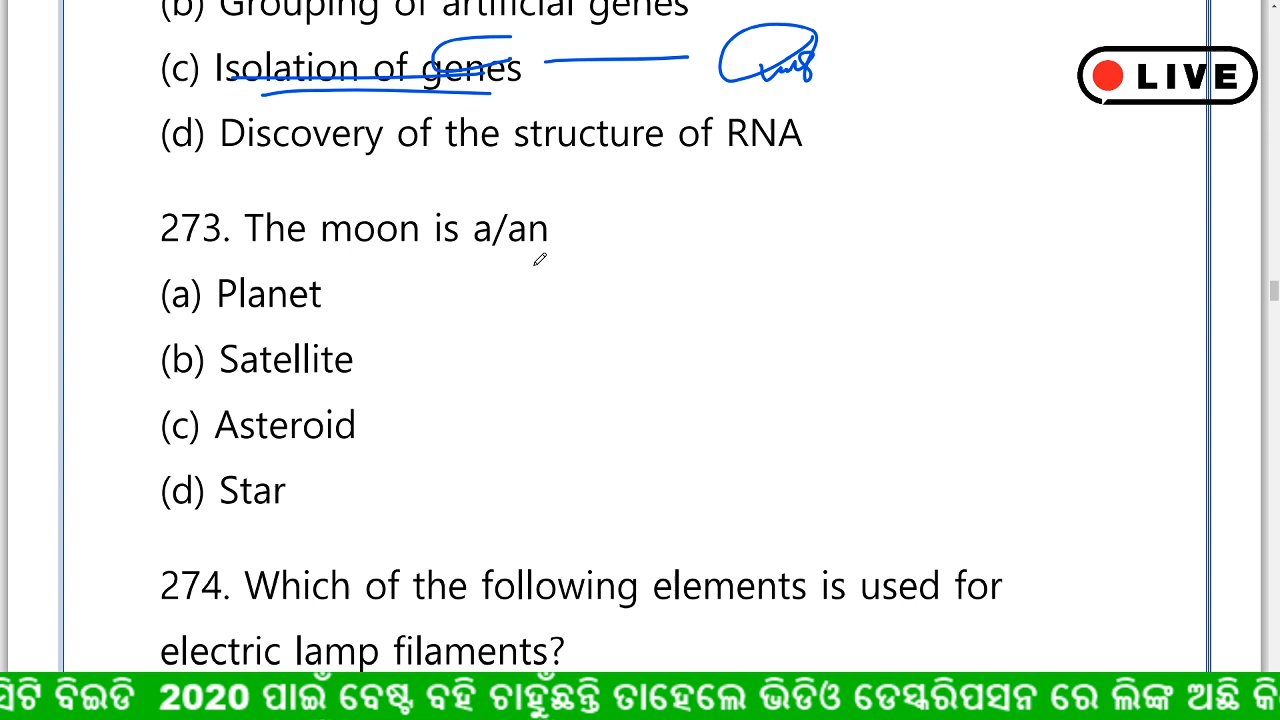 (b) Grouping of artificial genes
(c) Isolation of genes
LIVE
(d) Discovery of the structure of RNA
273. The moon is a/an
(a) Planet
(b) Satellite
(c) Asteroid
(d) Star
274. Which of the following elements is used for
electric lamp filaments?
ସିଟି ବିଇଡି 2020 ପାଇଁ ବେଷ୍ଟ ବହି ଚାହୁଁଛନ୍ତି ତାହେଲେ ଭିଡିଓ ଡେସ୍କରିପସନ ରେ ଲିଙ୍କ ଅଛି କି